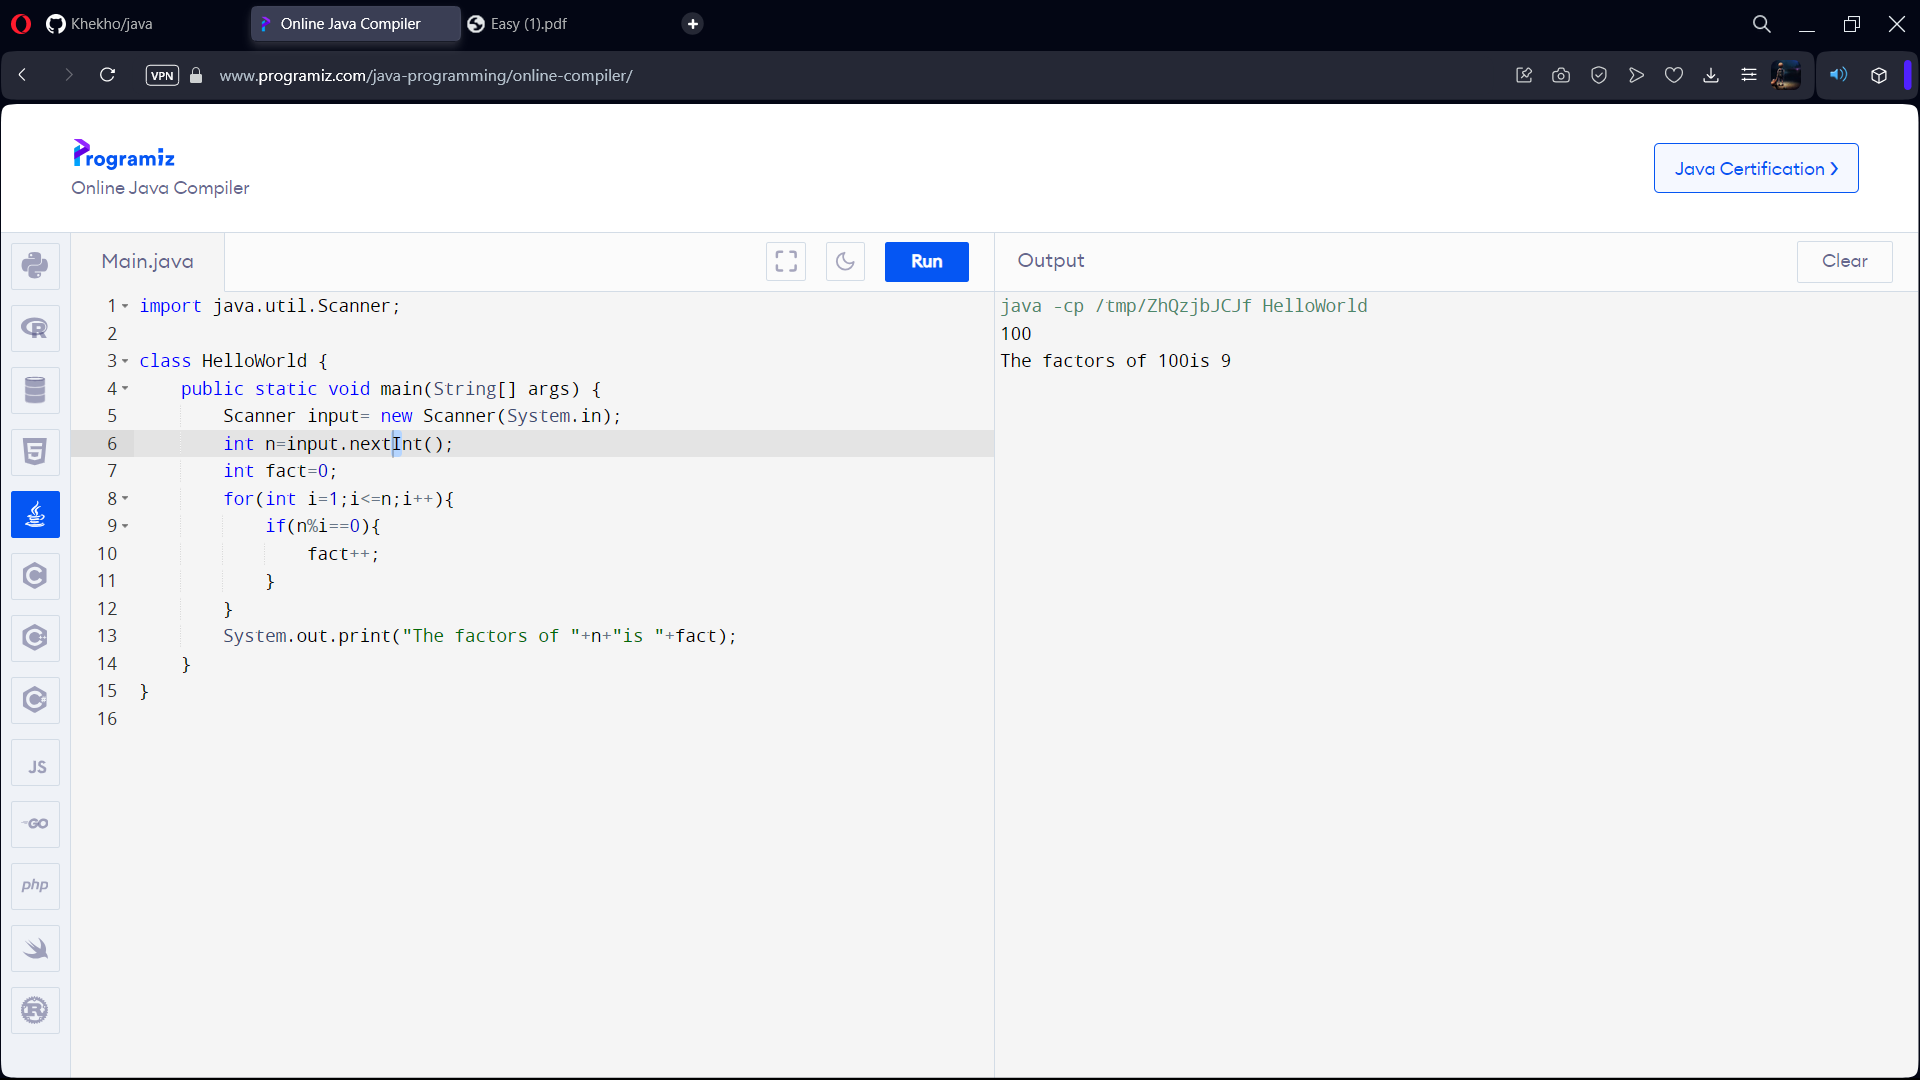 Khekho/java
Online Java Compiler
Easy (1).pdf
VPN
www.programiz.com/java-programming/online-compiler/
Programiz
Online Java Compiler
Java Certification
Main.java
Run
Output
Clear
1 import java.util.Scanner;
2
3 class HelloWorld {
4     public static void main(String[] args) {
5         Scanner input= new Scanner(System.in);
6         int n=input.nextInt();
7         int fact=0;
8         for(int i=1;i<=n;i++){
9             if(n%i==0){
10                 fact++;
11             }
12         }
13         System.out.print("The factors of "+n+"is "+fact);
14     }
15 }
16
java -cp /tmp/ZhQzjbJCJf HelloWorld
100
The factors of 100is 9
R
5
C
C
C
JS
GO
php
R